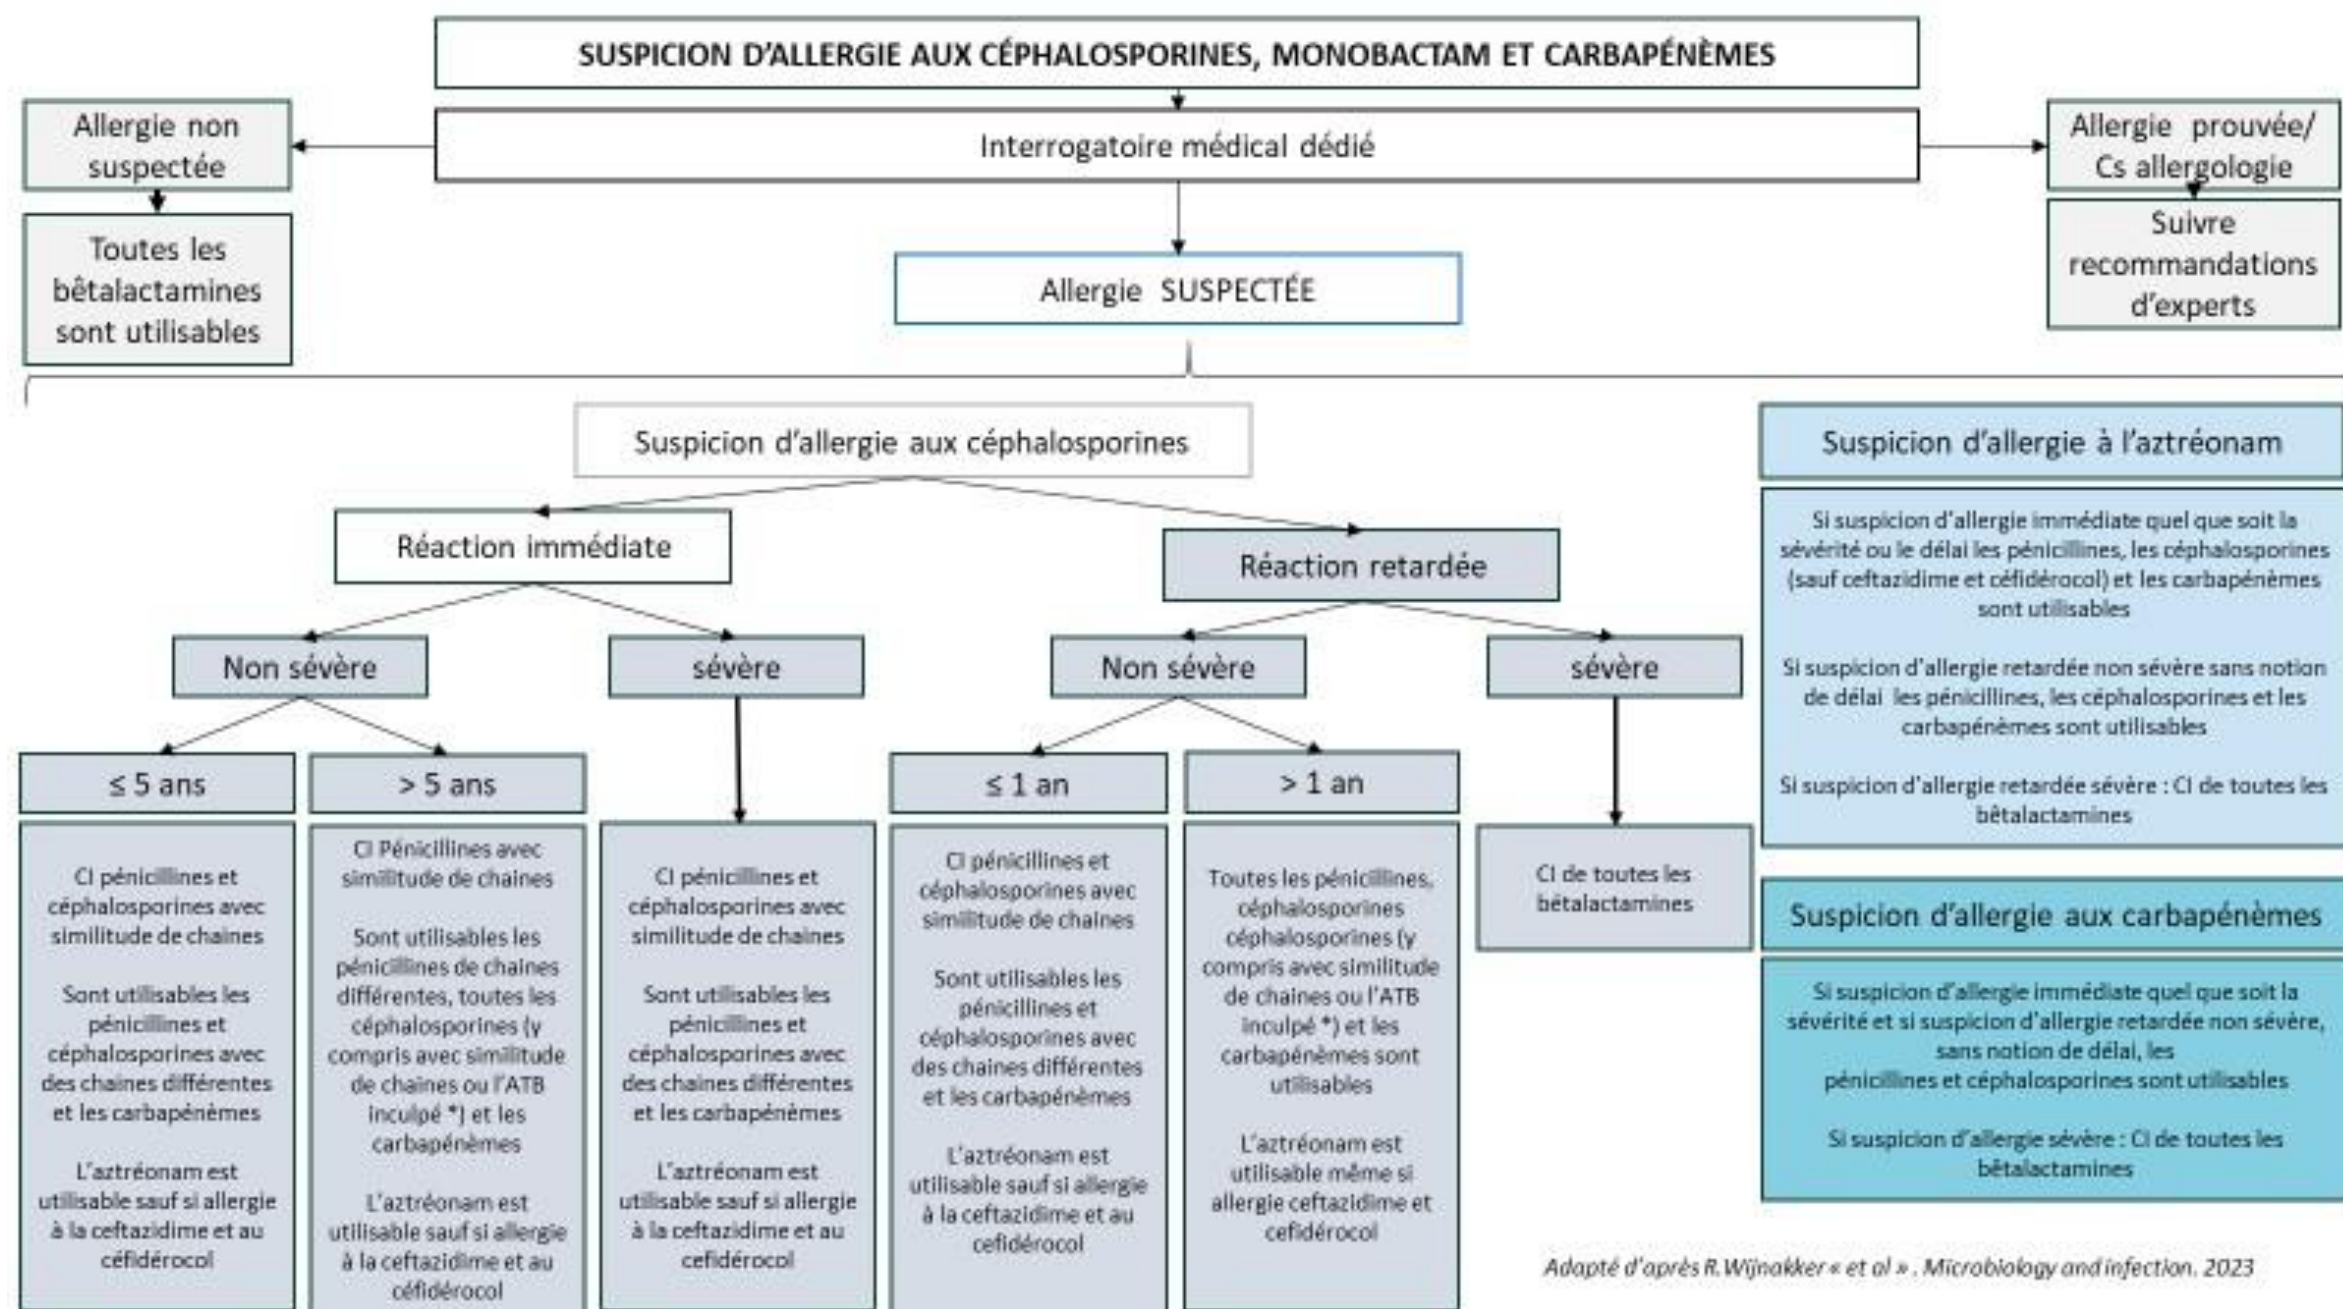 SUSPICION D'ALLERGIE AUX CÉPHALOSPORINES, MONOBACTAM ET CARBAPÉNÈMES
Interrogatoire médical dédié
Allergie non
suspectée
Toutes les
bêtalactamines
sont utilisables
Allergie SUSPECTÉE
Allergie prouvée/
Cs allergologie
Suivre
recommandations
d'experts
Suspicion d'allergie aux céphalosporines
Réaction immédiate
Non sévère
≤ 5 ans
CI pénicillines et
céphalosporines avec
similitude de chaines
Sont utilisables les
pénicillines et
céphalosporines avec
des chaines différentes
et les carbapénèmes
L'aztréonam est
utilisable sauf si allergie
à la ceftazidime et au
céfidérocol
> 5 ans
CI Pénicillines avec
similitude de chaines
Sont utilisables les
pénicillines de chaines
différentes, toutes les
céphalosporines (y
compris avec similitude
de chaines ou l'ATB
inculpé *) et les
carbapénèmes
L'aztréonam est
utilisable sauf si allergie
à la ceftazidime et au
céfidérocol
sévère
CI pénicillines et
céphalosporines avec
similitude de chaines
Sont utilisables les
pénicillines et
céphalosporines avec
des chaines différentes
et les carbapénèmes
L'aztréonam est
utilisable sauf si allergie
à la ceftazidime et au
cefidérocol
Réaction retardée
Non sévère
≤ 1 an
CI pénicillines et
céphalosporines avec
similitude de chaines
Sont utilisables les
pénicillines et
céphalosporines avec
des chaines différentes
et les carbapénèmes
L'aztréonam est
utilisable sauf si allergie
à la ceftazidime et au
cefidérocol
> 1 an
Toutes les pénicillines,
céphalosporines
céphalosporines (y
compris avec similitude
de chaines ou l'ATB
inculpé *) et les
carbapénèmes sont
utilisables
L'aztréonam est
utilisable même si
allergie ceftazidime et
cefidérocol
sévère
CI de toutes les
bêtalactamines
Suspicion d'allergie à l'aztréonam
Si suspicion d'allergie immédiate quel que soit la
sévérité ou le délai les pénicillines, les céphalosporines
(sauf ceftazidime et céfidérocol) et les carbapénèmes
sont utilisables
Si suspicion d'allergie retardée non sévère sans notion
de délai les pénicillines, les céphalosporines et les
carbapénèmes sont utilisables
Si suspicion d'allergie retardée sévère : CI de toutes les
bêtalactamines
Suspicion d'allergie aux carbapénèmes
Si suspicion d'allergie immédiate quel que soit la
sévérité et si suspicion d'allergie retardée non sévère,
sans notion de délai, les
pénicillines et céphalosporines sont utilisables
Si suspicion d'allergie sévère : CI de toutes les
bêtalactamines
Adapté d'après R.Wijnakker « et al » . Microbiology and infection. 2023